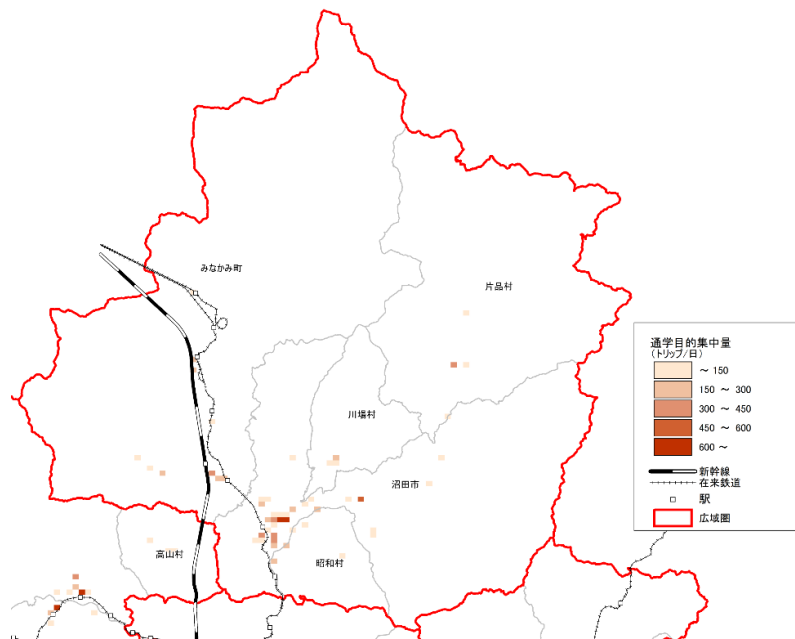 みなかみ町
片品村
川場村
沼田市
高山村
昭和村
通学目的集中量
(トリップ/日)
～ 150
150 ～ 300
300 ～ 450
450 ～ 600
600 ～
新幹線
在来鉄道
駅
広域圏